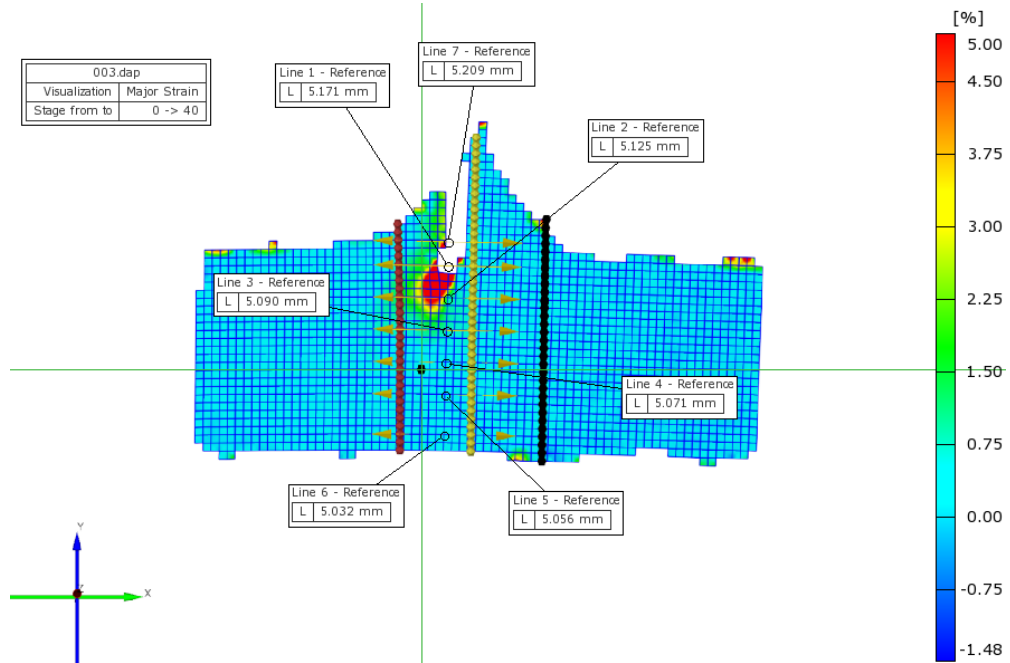 [%]
003.dap
Visualization Major Strain
Stage from to 0 -> 40
Line 7 - Reference
L 5.209 mm
Line 1 - Reference
L 5.171 mm
Line 2 - Reference
L 5.125 mm
Line 3 - Reference
L 5.090 mm
Line 4 - Reference
L 5.071 mm
Line 6 - Reference
L 5.032 mm
Line 5 - Reference
L 5.056 mm
Y
X
5.00
4.50
3.75
3.00
2.25
1.50
0.75
0.00
-0.75
-1.48